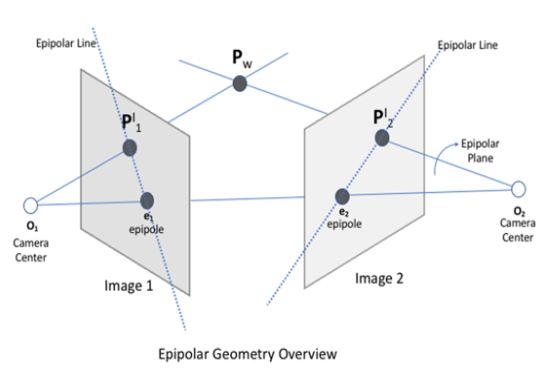 Epipolar Line
P_w
Epipolar Line
P^I_1
P^I_2
Epipolar
Plane
O_1
Camera
Center
e_1
epipole
e_2
epipole
O_2
Camera
Center
Image 1
Image 2
Epipolar Geometry Overview